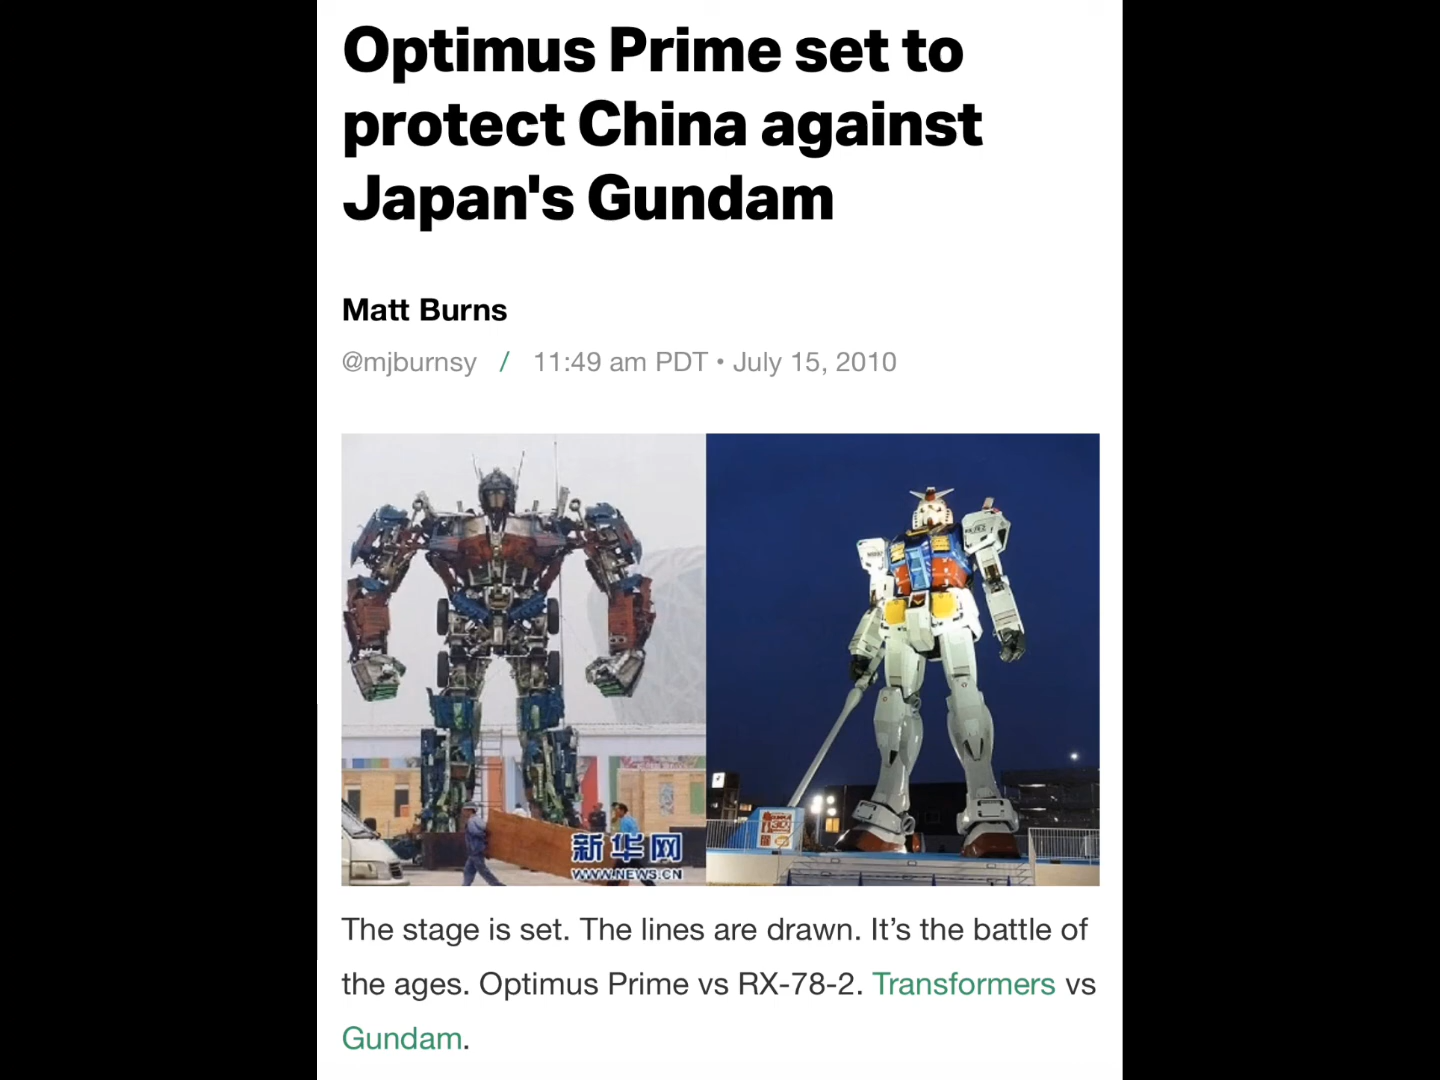 Optimus Prime set to
protect China against
Japan's Gundam
Matt Burns
@mjburnsy / 11:49 am PDT • July 15, 2010
新华网
WWW.NEWS.CN
The stage is set. The lines are drawn. It’s the battle of
the ages. Optimus Prime vs RX-78-2. Transformers vs
Gundam.